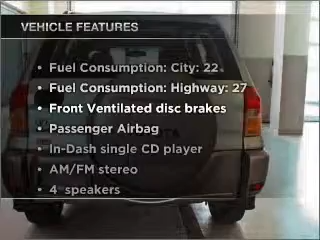 VEHICLE FEATURES
• Fuel Consumption: City: 22
• Fuel Consumption: Highway: 27
• Front Ventilated disc brakes
• Passenger Airbag
• In-Dash single CD player
• AM/FM stereo
• 4 speakers